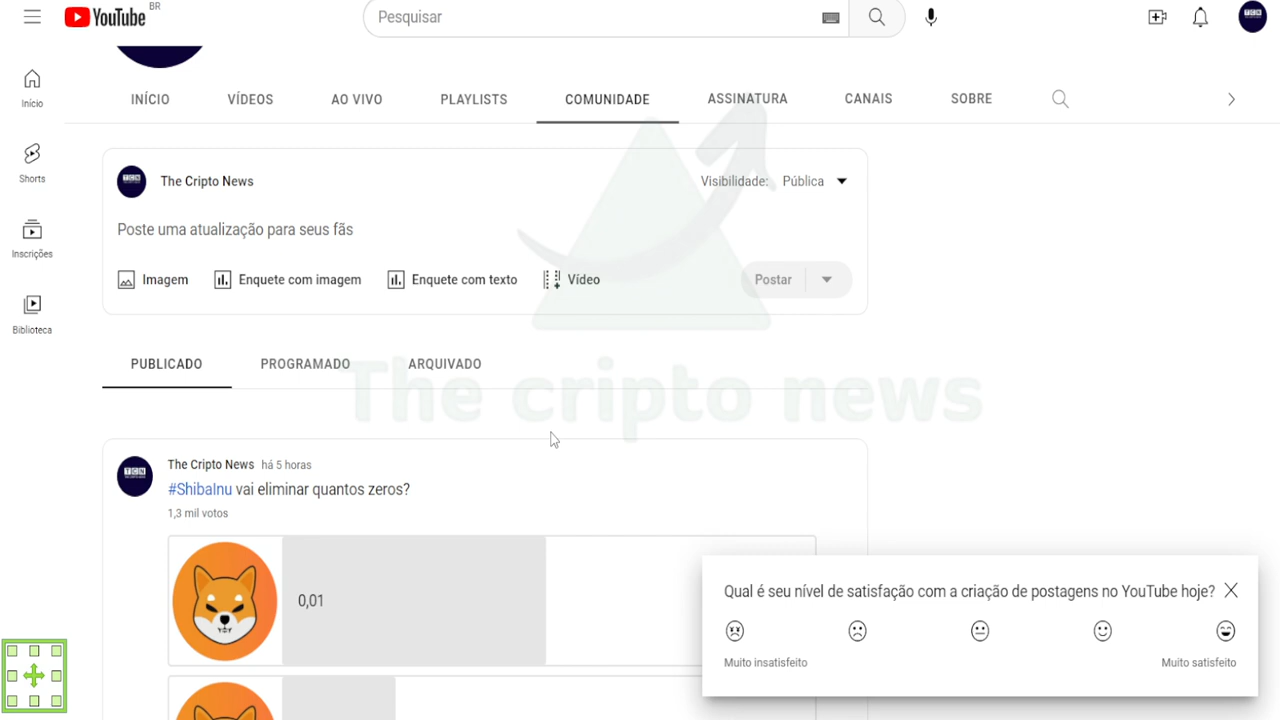 YouTube BR
Pesquisar
INÍCIO VÍDEOS AO VIVO PLAYLISTS COMUNIDADE ASSINATURA CANAIS SOBRE
Início
Shorts
Inscrições
Biblioteca
TCN The Cripto News Visibilidade: Pública
Poste uma atualização para seus fãs
Imagem Enquete com imagem Enquete com texto Vídeo Postar
PUBLICADO PROGRAMADO ARQUIVADO
The cripto news
TCN The Cripto News há 5 horas
#ShibaInu vai eliminar quantos zeros?
1,3 mil votos
0,01
Qual é seu nível de satisfação com a criação de postagens no YouTube hoje?
Muito insatisfeito Muito satisfeito